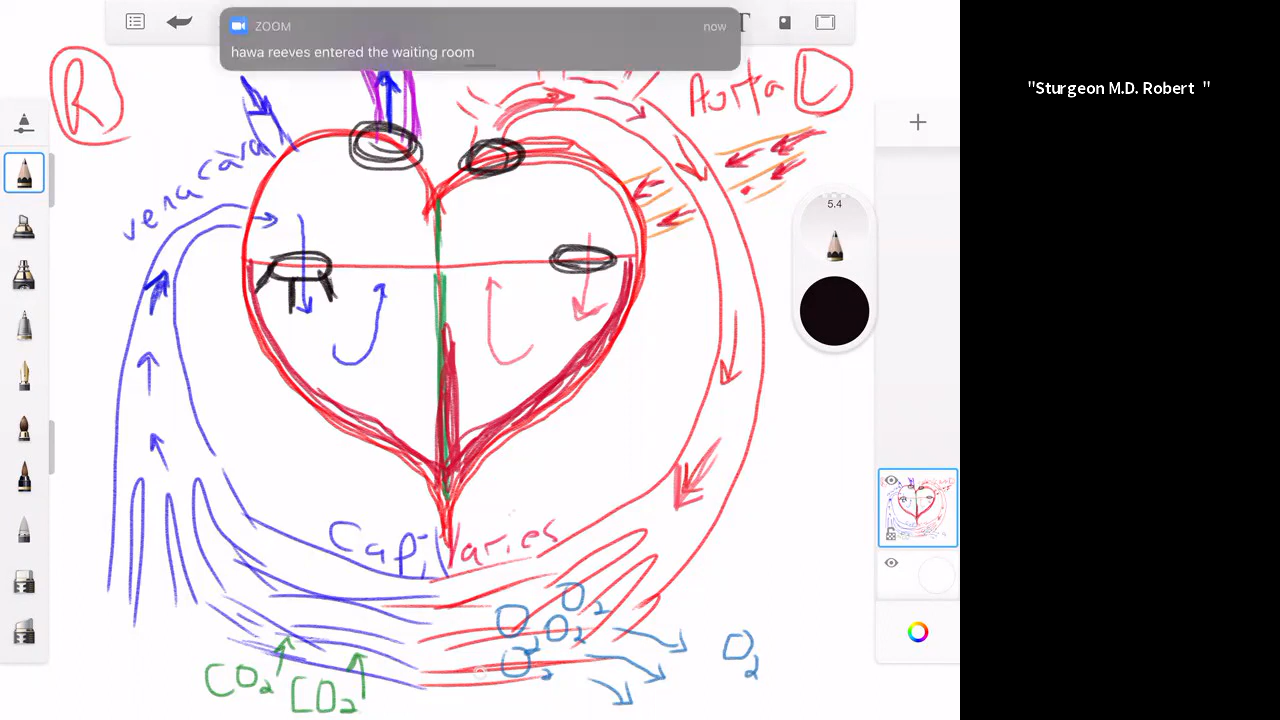 ZOOM
now
hawa reeves entered the waiting room
T
R
Aorta L
"Sturgeon M.D. Robert "
vena cava
5.4
Capillaries
O2
O2
O2
O2
O2
CO2
CO2